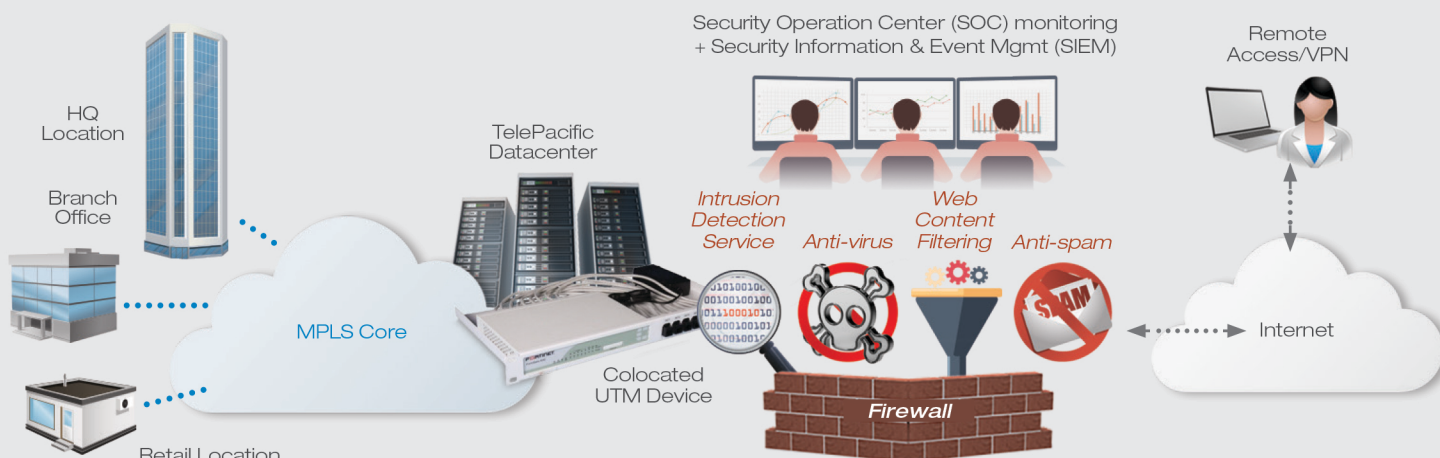 Security Operation Center (SOC) monitoring
+ Security Information & Event Mgmt (SIEM)
Remote
Access/VPN
HQ
Location
TelePacific
Datacenter
Branch
Office
Intrusion
Detection
Service
Anti-virus
Web
Content
Filtering
Anti-spam
MPLS Core
Internet
Colocated
UTM Device
Firewall
Retail Location
SPAM
FORTINET